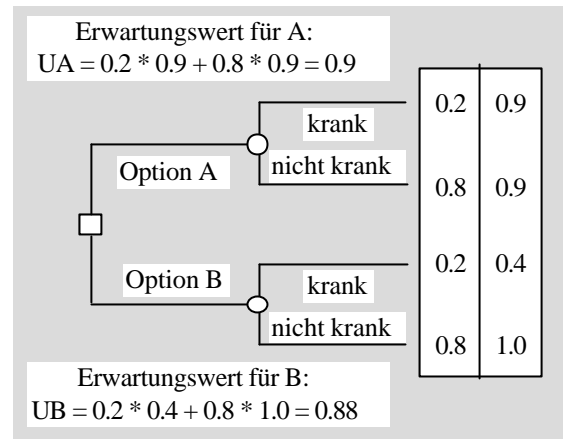 Erwartungswert für A:
UA = 0.2 * 0.9 + 0.8 * 0.9 = 0.9
krank
0.2 0.9
Option A
nicht krank
0.8 0.9
Option B
krank
0.2 0.4
nicht krank
0.8 1.0
Erwartungswert für B:
UB = 0.2 * 0.4 + 0.8 * 1.0 = 0.88